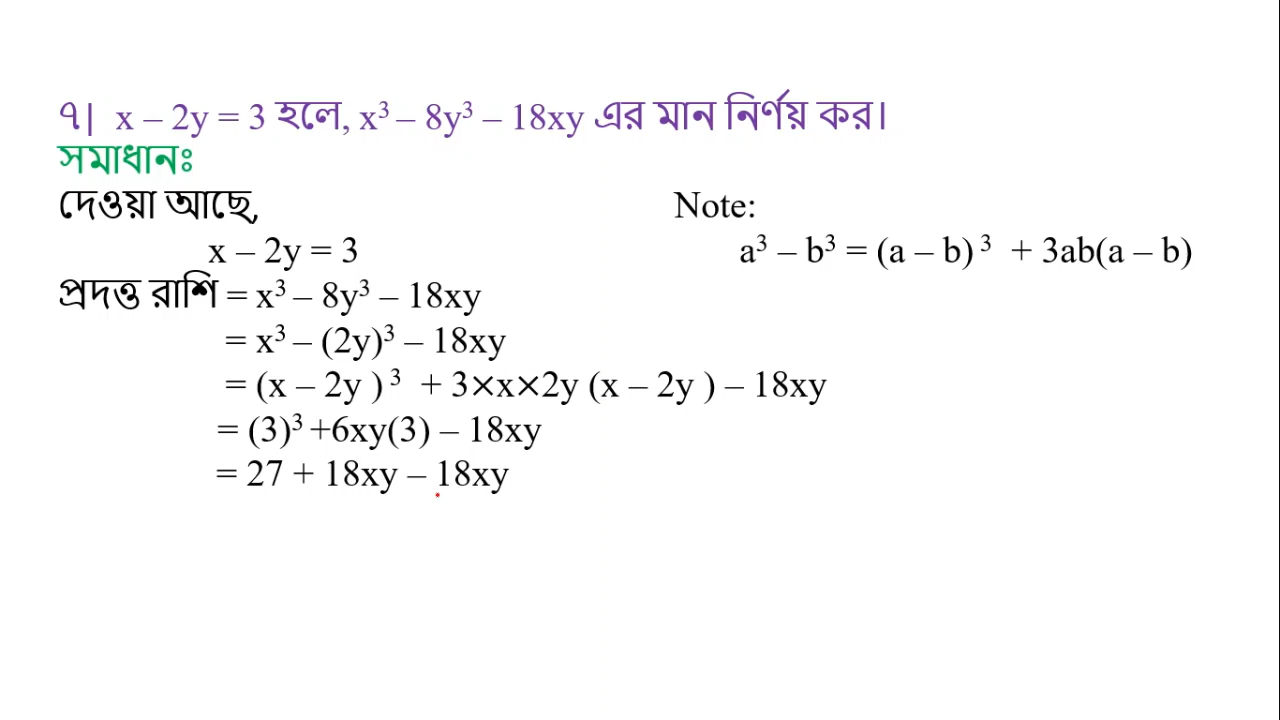 ৭| x – 2y = 3 হলে, x³ – 8y³ – 18xy এর মান নির্ণয় কর।
সমাধানঃ
দেওয়া আছে,
Note:
x – 2y = 3
a³ – b³ = (a – b)³ + 3ab(a – b)
প্রদত্ত রাশি = x³ – 8y³ – 18xy
= x³ – (2y)³ – 18xy
= (x – 2y )³ + 3×x×2y (x – 2y ) – 18xy
= (3)³ +6xy(3) – 18xy
= 27 + 18xy – 18xy